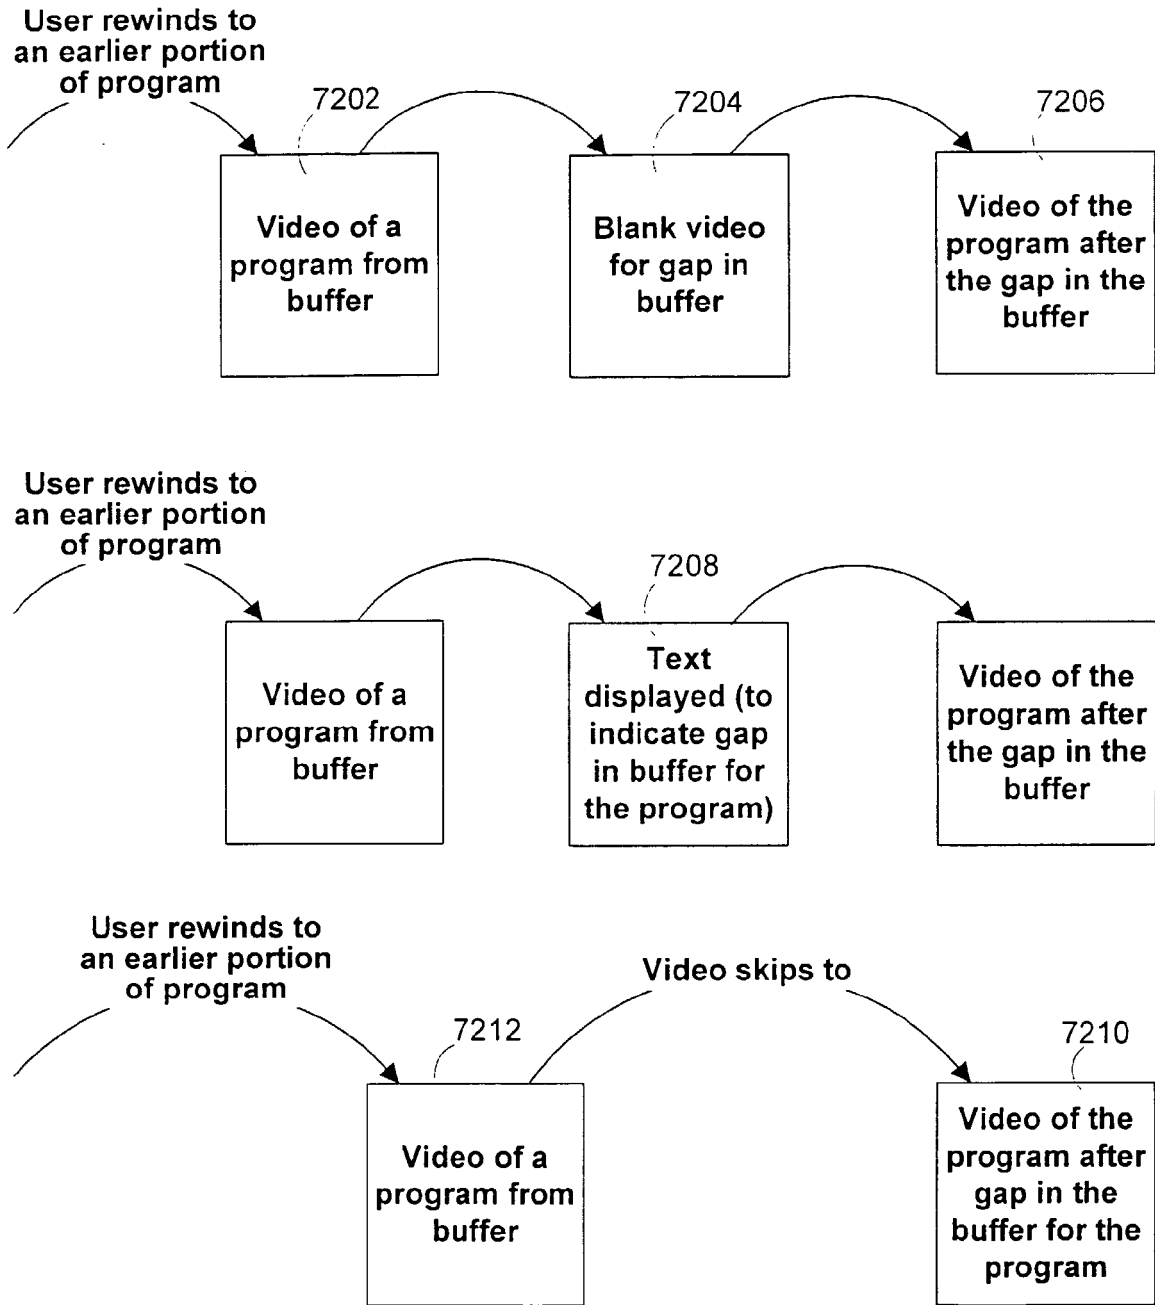 User rewinds to
an earlier portion
of program
7202
7204
7206
Video of a
program from
buffer
Blank video
for gap in
buffer
Video of the
program after
the gap in the
buffer
User rewinds to
an earlier portion
of program
7208
Video of a
program from
buffer
Text
displayed (to
indicate gap
in buffer for
the program)
Video of the
program after
the gap in the
buffer
User rewinds to
an earlier portion
of program
Video skips to
7212
7210
Video of a
program from
buffer
Video of the
program after
gap in the
buffer for the
program